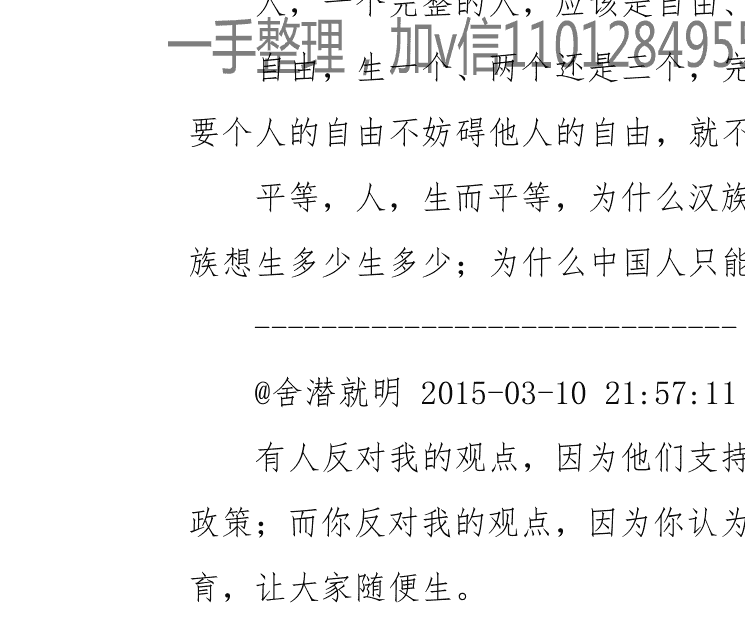 人，一个完整的人，应该是自由、
一手整理，加v信1101284955
自由，生一个、两个还是三个，完
要个人的自由不妨碍他人的自由，就不
平等，人，生而平等，为什么汉族
族想生多少生多少；为什么中国人只能
-----------------------------
@舍潜就明 2015-03-10 21:57:11
有人反对我的观点，因为他们支持
政策；而你反对我的观点，因为你认为
育，让大家随便生。